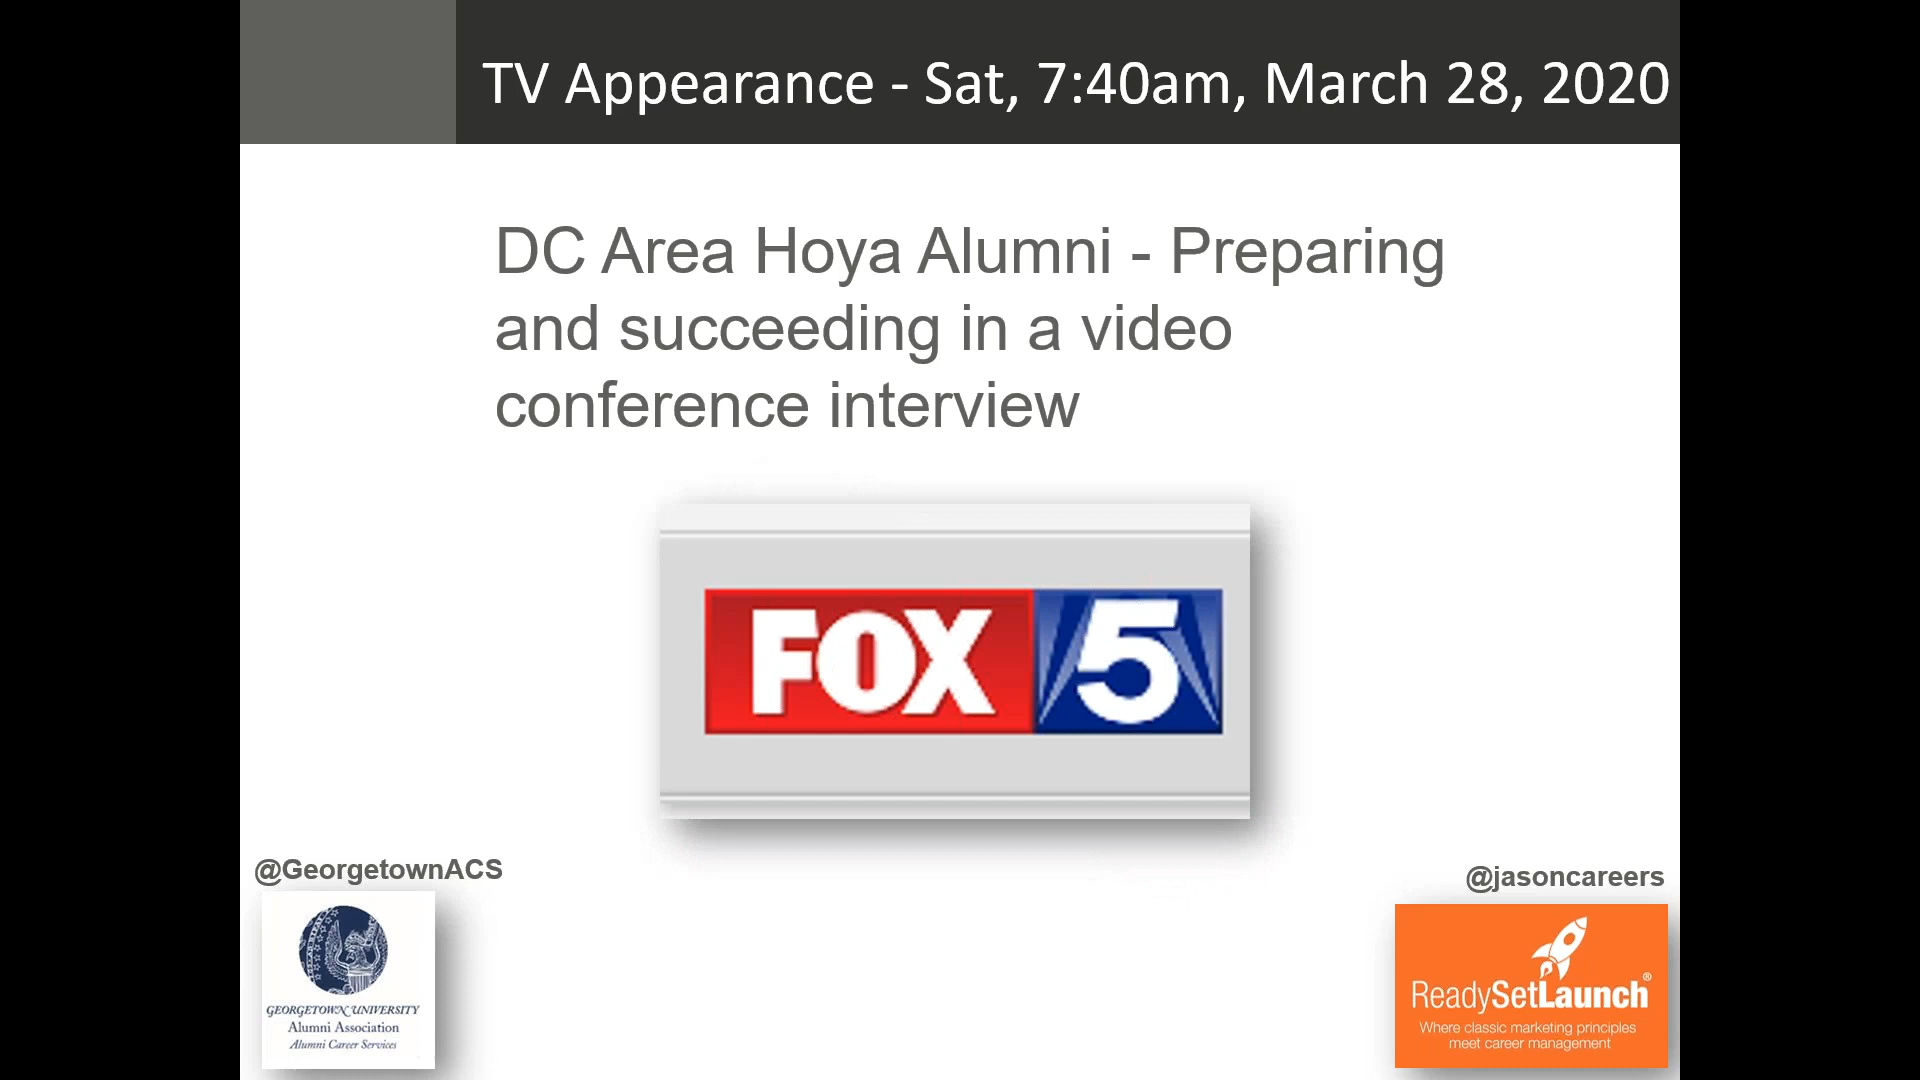 TV Appearance - Sat, 7:40am, March 28, 2020
DC Area Hoya Alumni - Preparing
and succeeding in a video
conference interview
FOX 5
@GeorgetownACS
GEORGETOWN UNIVERSITY
Alumni Association
Alumni Career Services
@jasoncareers
ReadySetLaunch®
Where classic marketing principles
meet career management